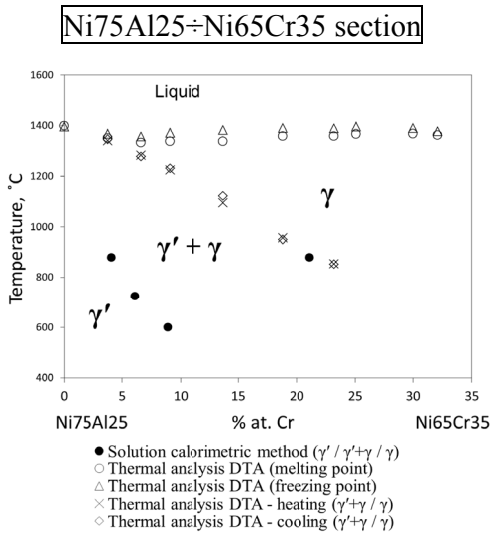 Ni75Al25÷Ni65Cr35 section
1600
1400
1200
1000
800
600
400
Temperature, ˚C
Liquid
γ
γ′ + γ
γ′
0 5 10 15 20 25 30 35
Ni75Al25 % at. Cr Ni65Cr35
Solution calorimetric method (γ′ / γ′+γ / γ)
Thermal analysis DTA (melting point)
Thermal analysis DTA (freezing point)
Thermal analysis DTA - heating (γ′+γ / γ)
Thermal analysis DTA - cooling (γ′+γ / γ)